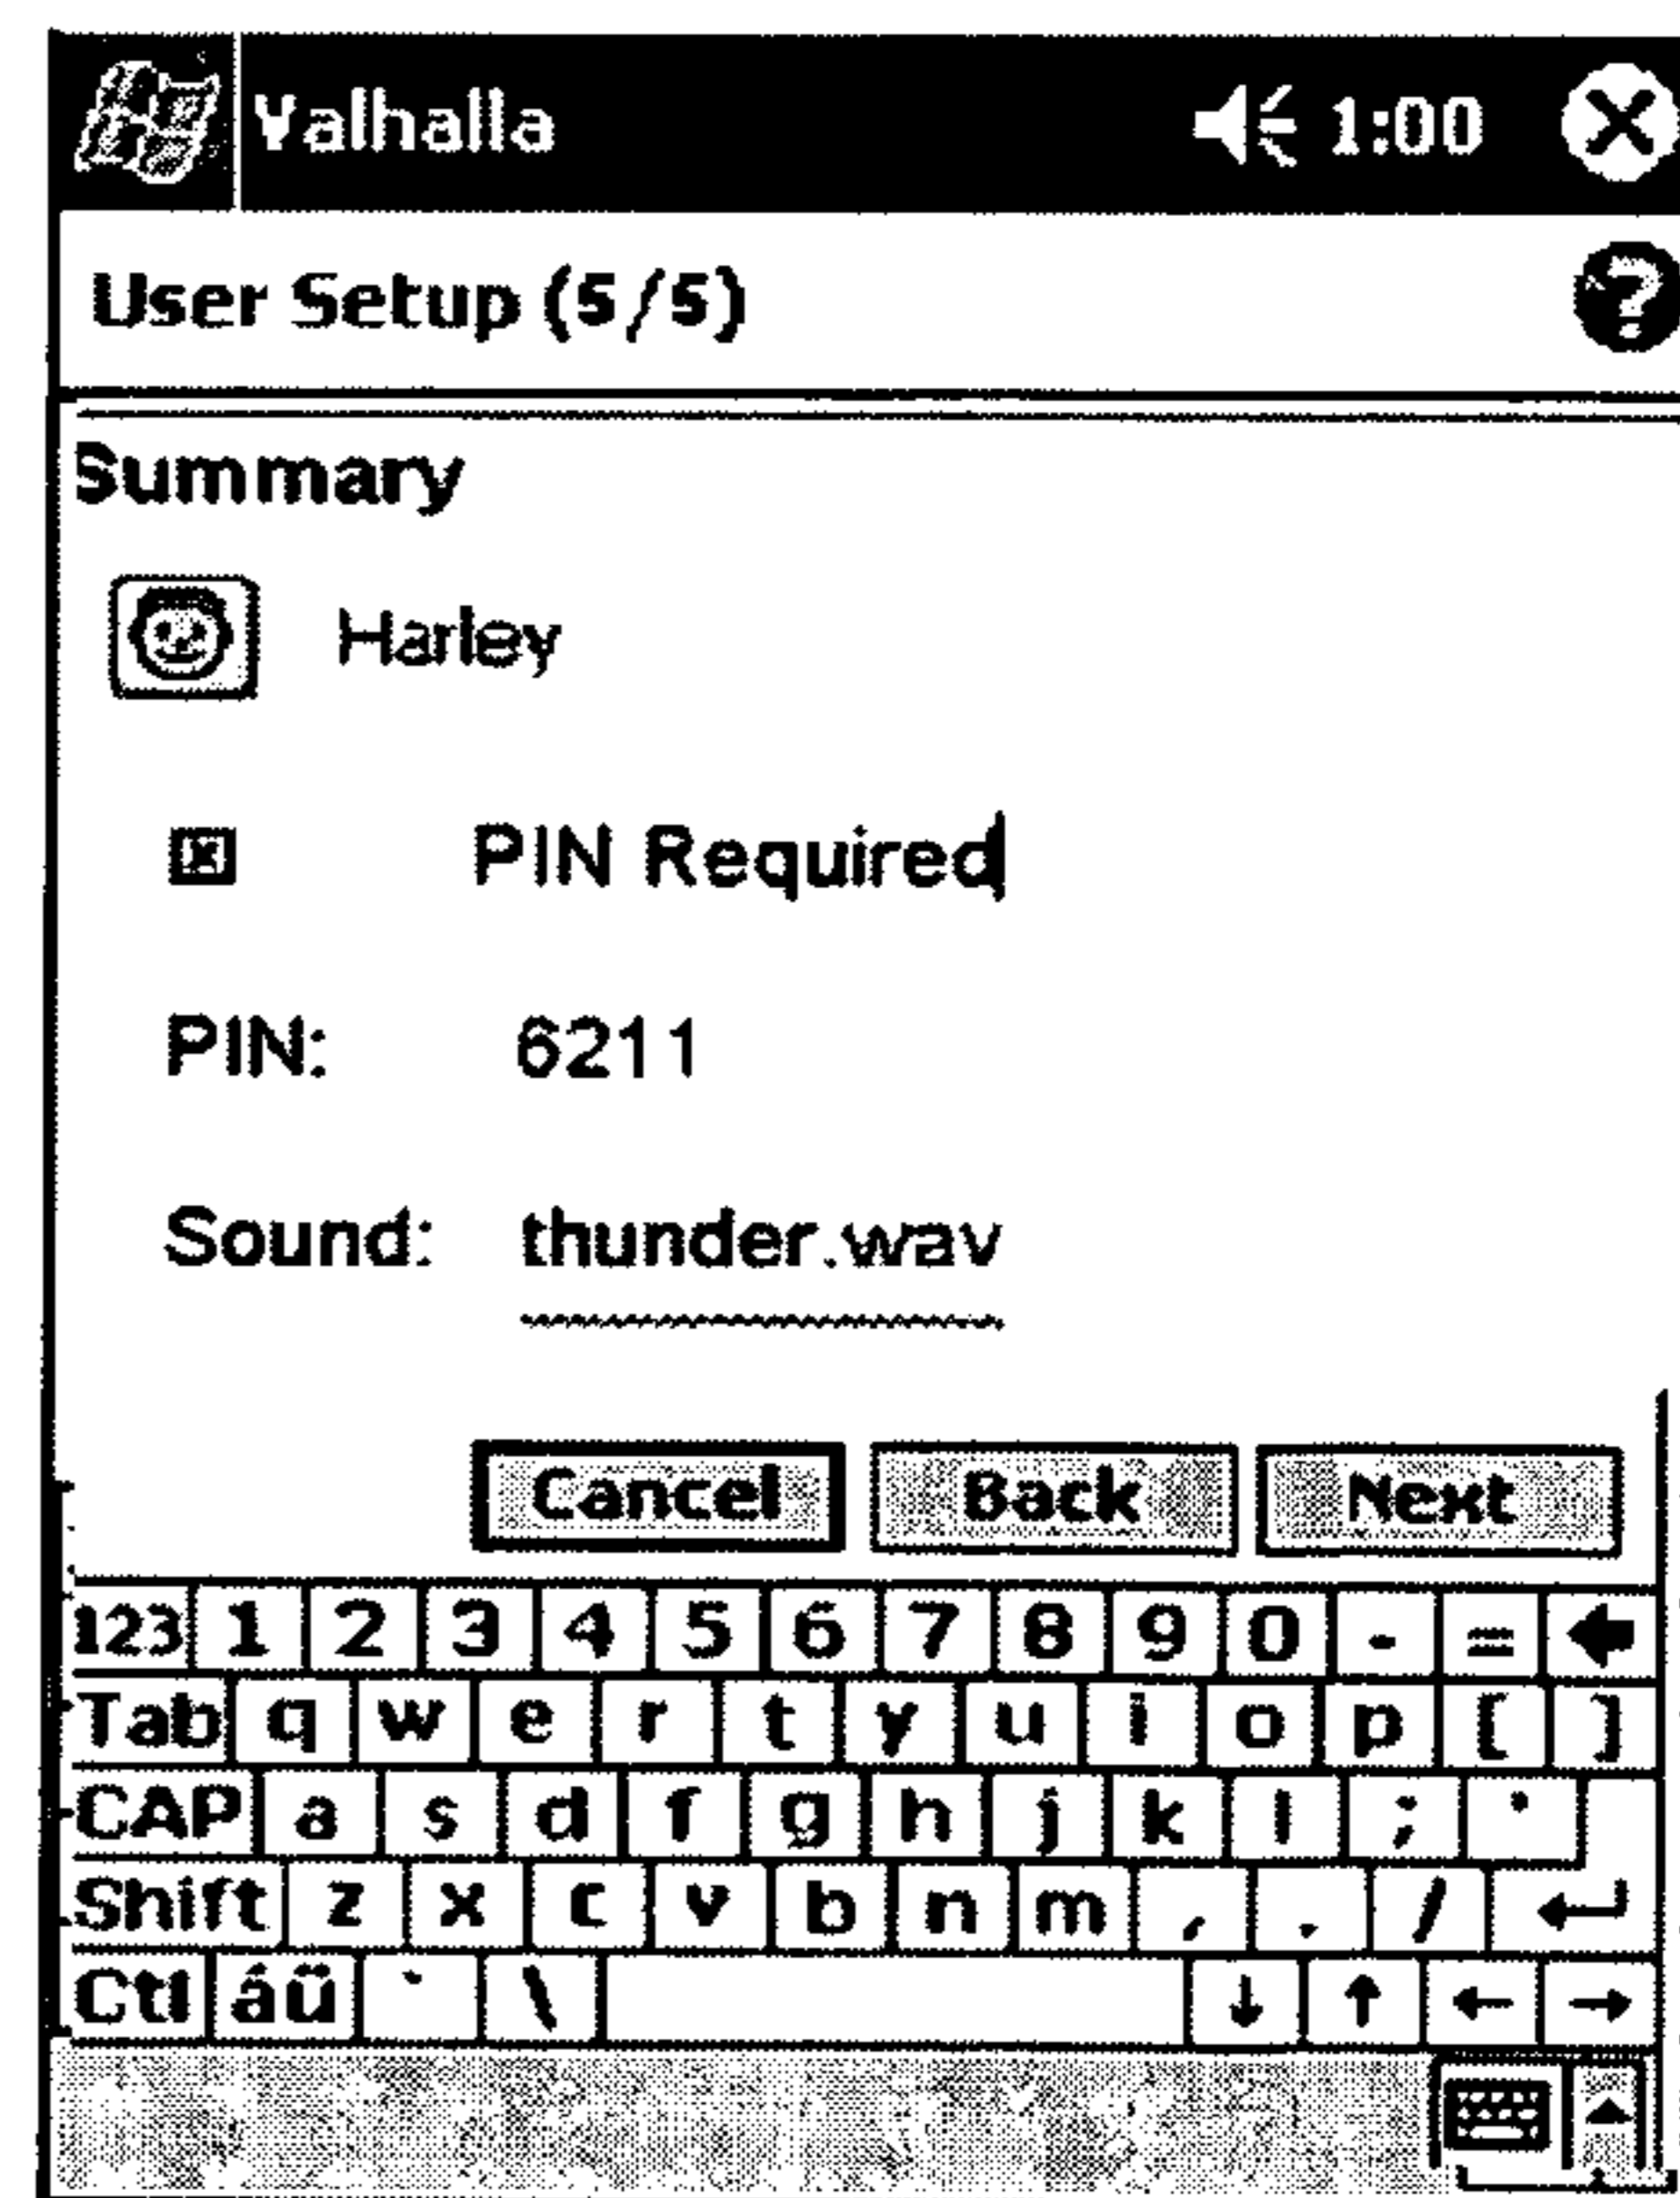 Valhalla 1:00
User Setup (5/5) ?
Summary
Harley
PIN Required
PIN: 6211
Sound: thunder.wav
Cancel Back Next
123 1 2 3 4 5 6 7 8 9 0 - =
Tab q w e r t y u i o p [ ]
CAP a s d f g h j k l ; '
Shift z x c v b n m , . /
Ctl áü ` \